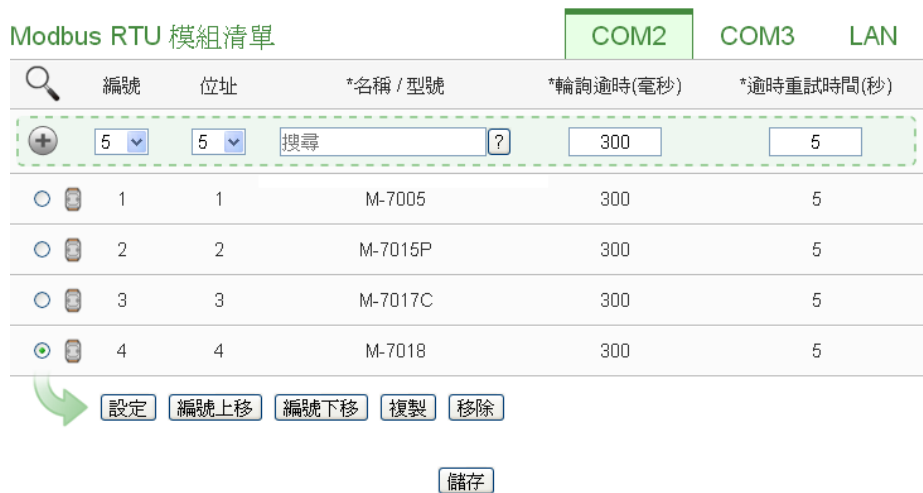 Modbus RTU 模組清單 COM2 COM3 LAN
編號 位址 *名稱 / 型號 *輪詢逾時(毫秒) *逾時重試時間(秒)
5 5 搜尋 ? 300 5
1 1 M-7005 300 5
2 2 M-7015P 300 5
3 3 M-7017C 300 5
4 4 M-7018 300 5
設定 編號上移 編號下移 複製 移除
儲存